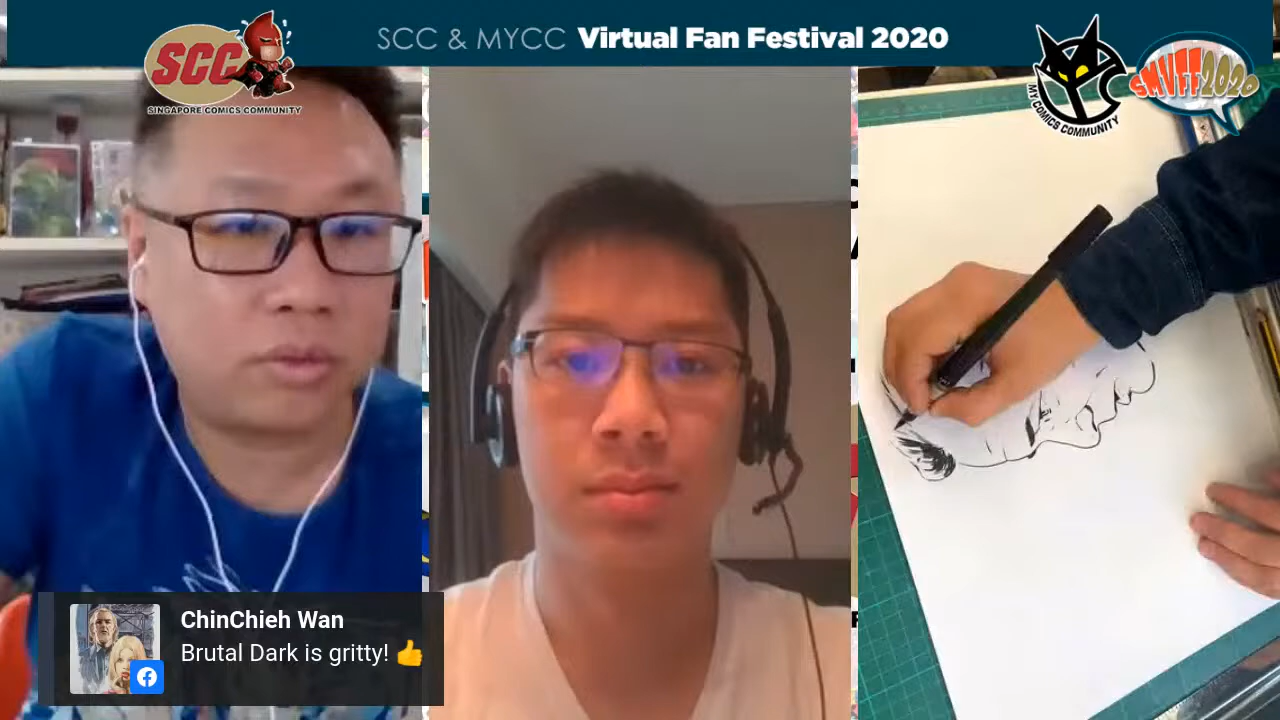 SCC & MYCC Virtual Fan Festival 2020
SCC
SINGAPORE COMICS COMMUNITY
MY COMICS COMMUNITY
SMVFF2020
ChinChieh Wan
Brutal Dark is gritty! 👍